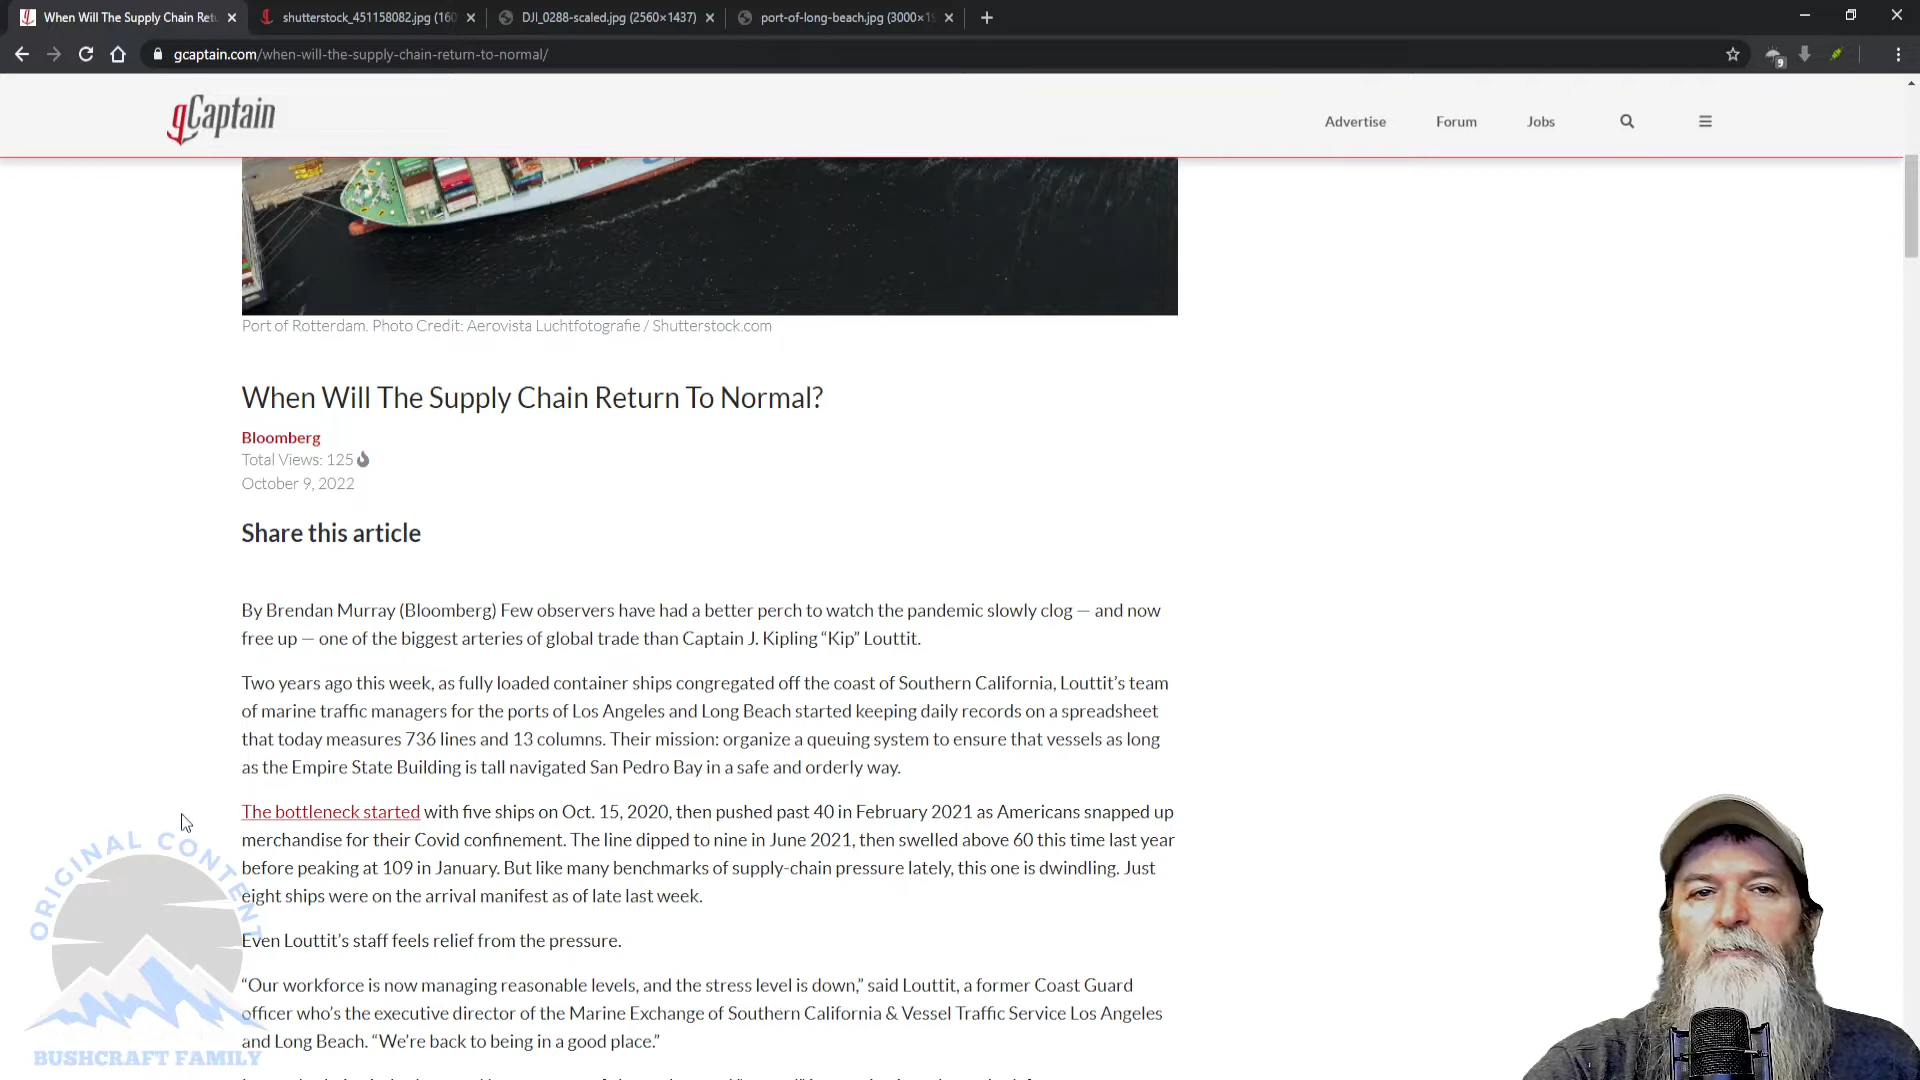 When Will The Supply Chain Retu
shutterstock_451158082.jpg (160
DJI_0288-scaled.jpg (2560×1437)
port-of-long-beach.jpg (3000×1
gcaptain.com/when-will-the-supply-chain-return-to-normal/
9
gCaptain
Advertise
Forum
Jobs
Port of Rotterdam. Photo Credit: Aerovista Luchtfotografie / Shutterstock.com
When Will The Supply Chain Return To Normal?
Bloomberg
Total Views: 125
October 9, 2022
Share this article
By Brendan Murray (Bloomberg) Few observers have had a better perch to watch the pandemic slowly clog — and now
free up — one of the biggest arteries of global trade than Captain J. Kipling “Kip” Louttit.
Two years ago this week, as fully loaded container ships congregated off the coast of Southern California, Louttit’s team
of marine traffic managers for the ports of Los Angeles and Long Beach started keeping daily records on a spreadsheet
that today measures 736 lines and 13 columns. Their mission: organize a queuing system to ensure that vessels as long
as the Empire State Building is tall navigated San Pedro Bay in a safe and orderly way.
The bottleneck started with five ships on Oct. 15, 2020, then pushed past 40 in February 2021 as Americans snapped up
merchandise for their Covid confinement. The line dipped to nine in June 2021, then swelled above 60 this time last year
before peaking at 109 in January. But like many benchmarks of supply-chain pressure lately, this one is dwindling. Just
eight ships were on the arrival manifest as of late last week.
Even Louttit’s staff feels relief from the pressure.
“Our workforce is now managing reasonable levels, and the stress level is down,” said Louttit, a former Coast Guard
officer who’s the executive director of the Marine Exchange of Southern California & Vessel Traffic Service Los Angeles
and Long Beach. “We’re back to being in a good place.”
ORIGINAL CONTENT
BUSHCRAFT FAMILY